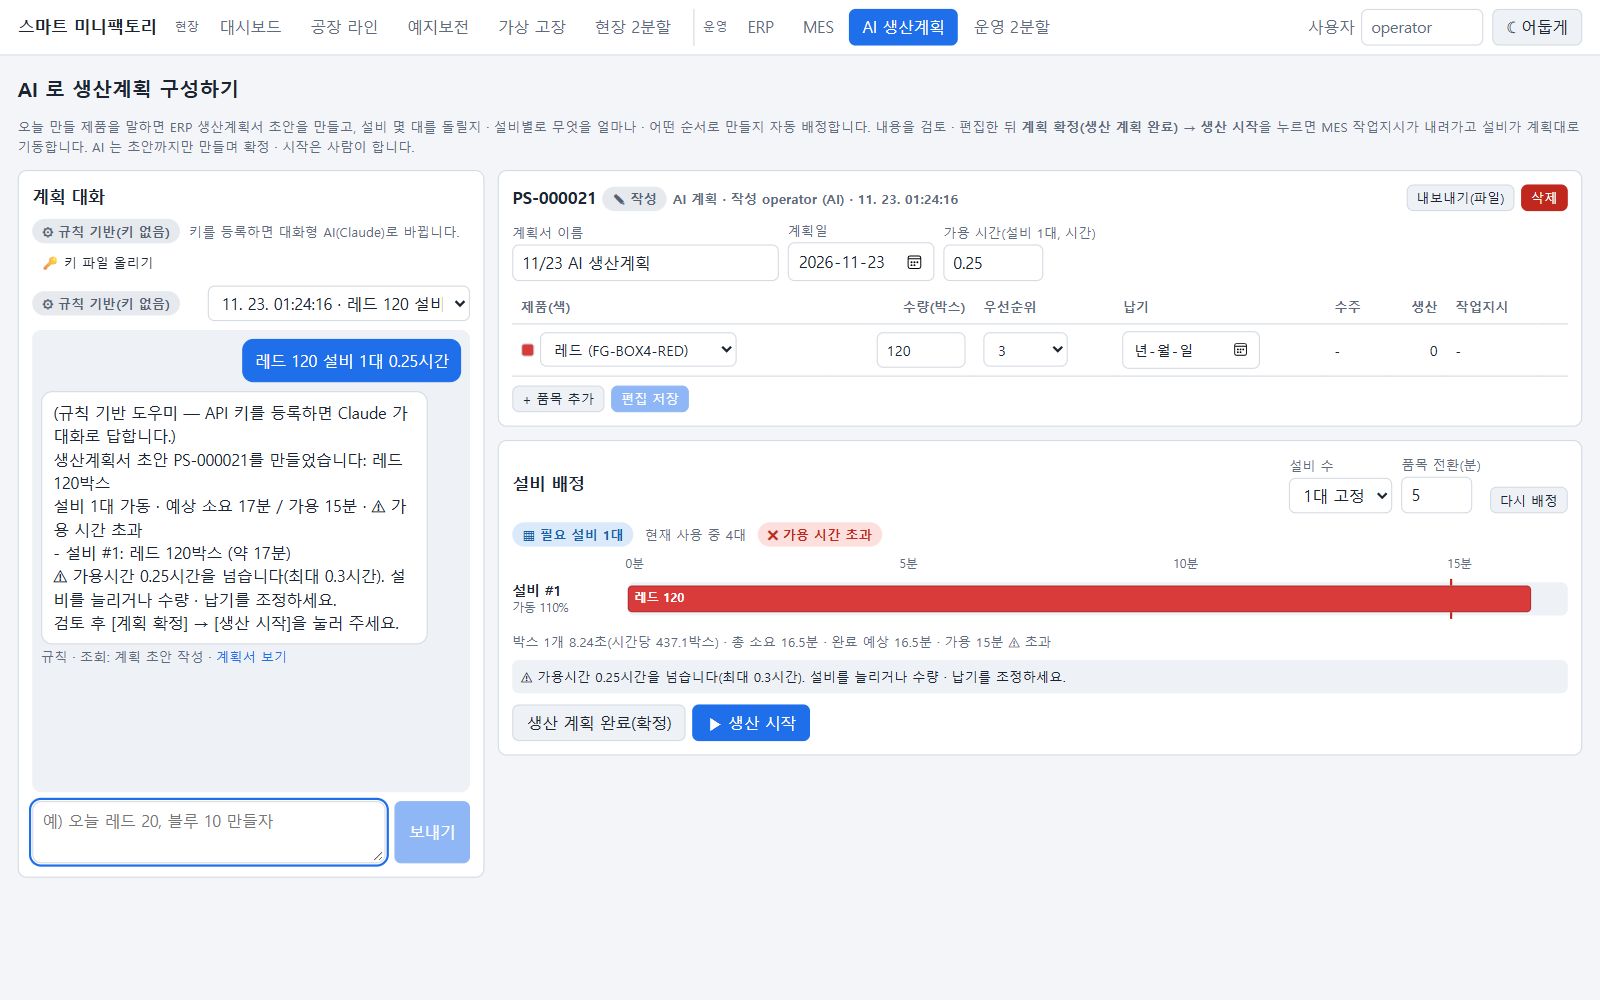 스마트 미니팩토리 현장 대시보드 공장 라인 예지보전 가상 고장 현장 2분할 운영 ERP MES AI 생산계획 운영 2분할 사용자 operator ☾ 어둡게
AI 로 생산계획 구성하기
오늘 만들 제품을 말하면 ERP 생산계획서 초안을 만들고, 설비 몇 대를 돌릴지 · 설비별로 무엇을 얼마나 · 어떤 순서로 만들지 자동 배정합니다. 내용을 검토 · 편집한 뒤 계획 확정(생산 계획 완료) → 생산 시작을 누르면 MES 작업지시가 내려가고 설비가 계획대로
기동합니다. AI 는 초안까지만 만들며 확정 · 시작은 사람이 합니다.
계획 대화
⚙ 규칙 기반(키 없음) 키를 등록하면 대화형 AI(Claude)로 바뀝니다.
🔑 키 파일 올리기
⚙ 규칙 기반(키 없음) 11. 23. 01:24:16 · 레드 120 설비
레드 120 설비 1대 0.25시간
(규칙 기반 도우미 — API 키를 등록하면 Claude 가
대화로 답합니다.)
생산계획서 초안 PS-000021를 만들었습니다: 레드
120박스
설비 1대 가동 · 예상 소요 17분 / 가용 15분 · ⚠ 가
용 시간 초과
- 설비 #1: 레드 120박스 (약 17분)
⚠ 가용시간 0.25시간을 넘습니다(최대 0.3시간). 설
비를 늘리거나 수량 · 납기를 조정하세요.
검토 후 [계획 확정] → [생산 시작]을 눌러 주세요.
규칙 · 조회: 계획 초안 작성 · 계획서 보기
예) 오늘 레드 20, 블루 10 만들자
보내기
PS-000021 ✎ 작성 AI 계획 · 작성 operator (AI) · 11. 23. 01:24:16 내보내기(파일) 삭제
계획서 이름 계획일 가용 시간(설비 1대, 시간)
11/23 AI 생산계획 2026-11-23 0.25
제품(색) 수량(박스) 우선순위 납기 수주 생산 작업지시
레드 (FG-BOX4-RED) 120 3 년-월-일 - 0 -
+ 품목 추가 편집 저장
설비 배정
설비 수 품목 전환(분)
1대 고정 5 다시 배정
▦ 필요 설비 1대 현재 사용 중 4대 ✕ 가용 시간 초과
0분 5분 10분 15분
설비 #1 레드 120
가동 110%
박스 1개 8.24초(시간당 437.1박스) · 총 소요 16.5분 · 완료 예상 16.5분 · 가용 15분 ⚠ 초과
⚠ 가용시간 0.25시간을 넘습니다(최대 0.3시간). 설비를 늘리거나 수량 · 납기를 조정하세요.
생산 계획 완료(확정) ▶ 생산 시작